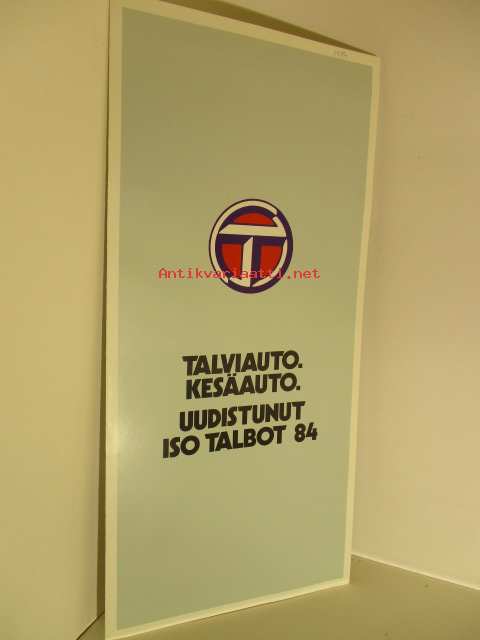 Antikvariaatti.net
TALVIAUTO.
KESÄAUTO.
UUDISTUNUT
ISO TALBOT 84